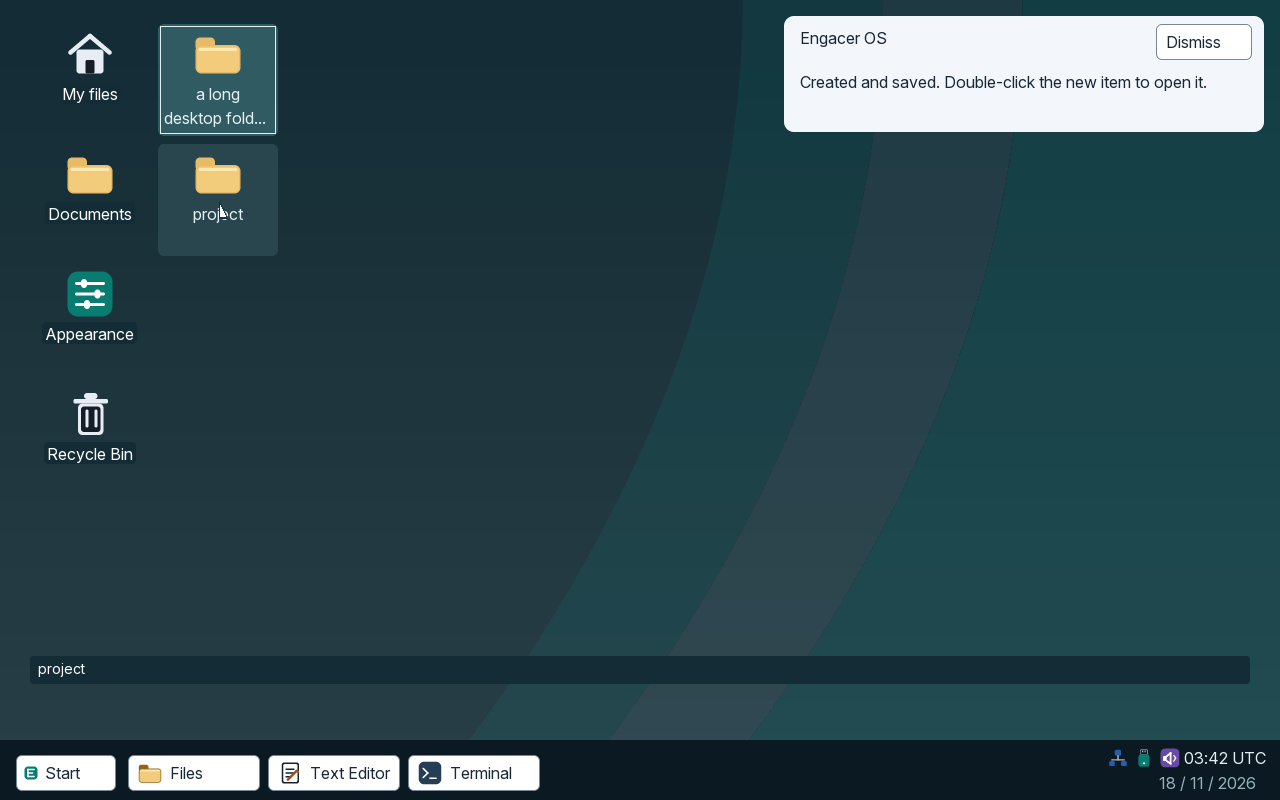 My files
a long
desktop fold...
Engacer OS
Dismiss
Created and saved. Double-click the new item to open it.
Documents
project
Appearance
Recycle Bin
project
Start
Files
Text Editor
Terminal
03:42 UTC
18 / 11 / 2026